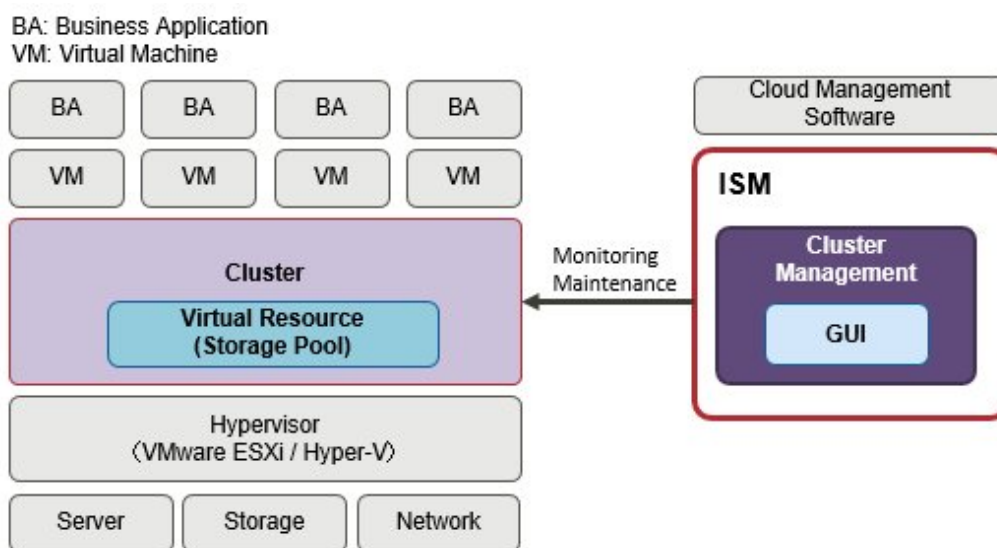 BA: Business Application
VM: Virtual Machine
BA
BA
BA
BA
VM
VM
VM
VM
Cluster
Virtual Resource
(Storage Pool)
Hypervisor
（VMware ESXi / Hyper-V）
Server
Storage
Network
Monitoring
Maintenance
Cloud Management
Software
ISM
Cluster
Management
GUI